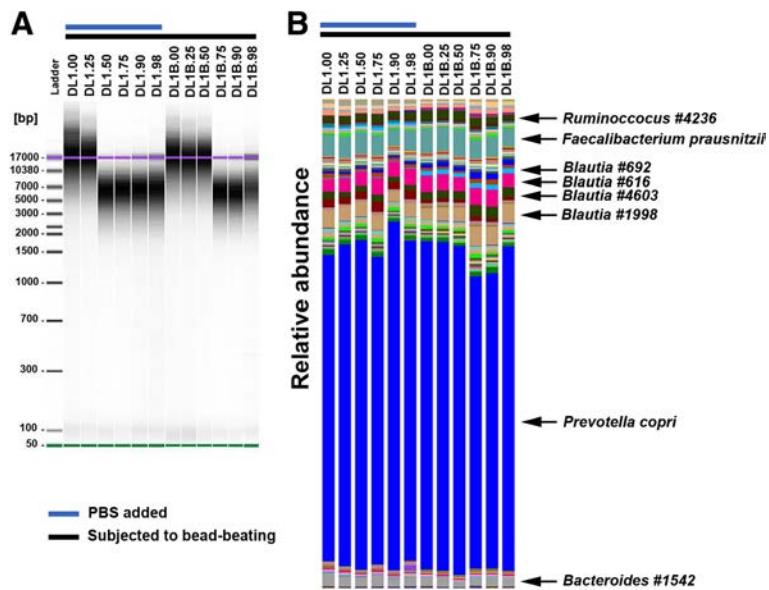 A
Ladder
DL1.00
DL1.25
DL1.50
DL1.75
DL1.90
DL1.98
DL1B.00
DL1B.25
DL1B.50
DL1B.75
DL1B.90
DL1B.98
[bp]
17000
10380
7000
5000
3000
2000
1500
1000
700
300
100
50
PBS added
Subjected to bead-beating
B
DL1.00
DL1.25
DL1.50
DL1.75
DL1.90
DL1.98
DL1B.00
DL1B.25
DL1B.50
DL1B.75
DL1B.90
DL1B.98
Relative abundance
Ruminoccocus #4236
Faecalibacterium prausnitzii
Blautia #692
Blautia #616
Blautia #4603
Blautia #1998
Prevotella copri
Bacteroides #1542